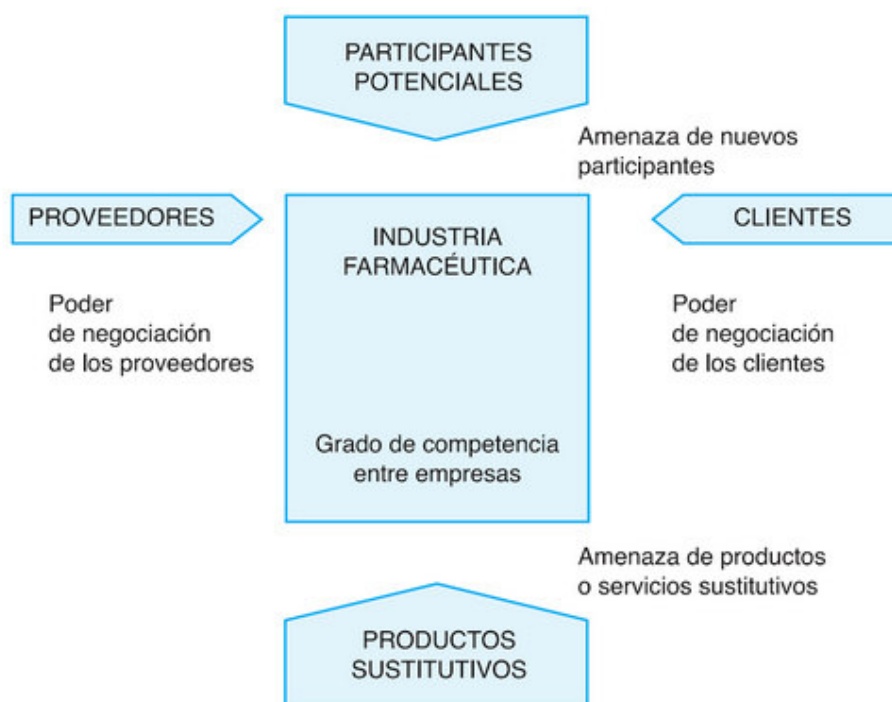 PARTICIPANTES
POTENCIALES
Amenaza de nuevos
participantes
PROVEEDORES
INDUSTRIA
FARMACÉUTICA
CLIENTES
Poder
de negociación
de los proveedores
Poder
de negociación
de los clientes
Grado de competencia
entre empresas
Amenaza de productos
o servicios sustitutivos
PRODUCTOS
SUSTITUTIVOS